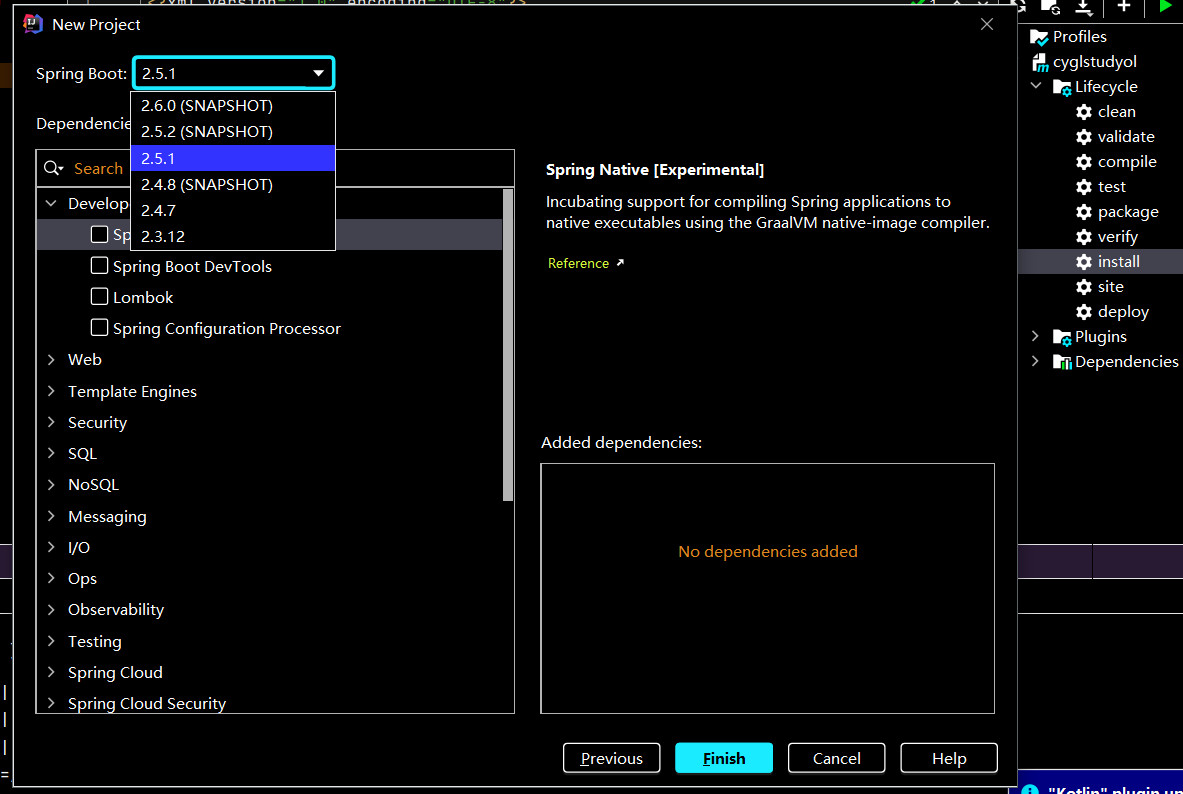 New Project
Spring Boot: 2.5.1
2.6.0 (SNAPSHOT)
2.5.2 (SNAPSHOT)
2.5.1
2.4.8 (SNAPSHOT)
2.4.7
2.3.12
Dependencie
Search
Develop
Sp
Spring Boot DevTools
Lombok
Spring Configuration Processor
Web
Template Engines
Security
SQL
NoSQL
Messaging
I/O
Ops
Observability
Testing
Spring Cloud
Spring Cloud Security
Spring Native [Experimental]
Incubating support for compiling Spring applications to
native executables using the GraalVM native-image compiler.
Reference
Added dependencies:
No dependencies added
Previous
Finish
Cancel
Help
Profiles
cyglstudyol
Lifecycle
clean
validate
compile
test
package
verify
install
site
deploy
Plugins
Dependencies
"Kotlin" plugin up